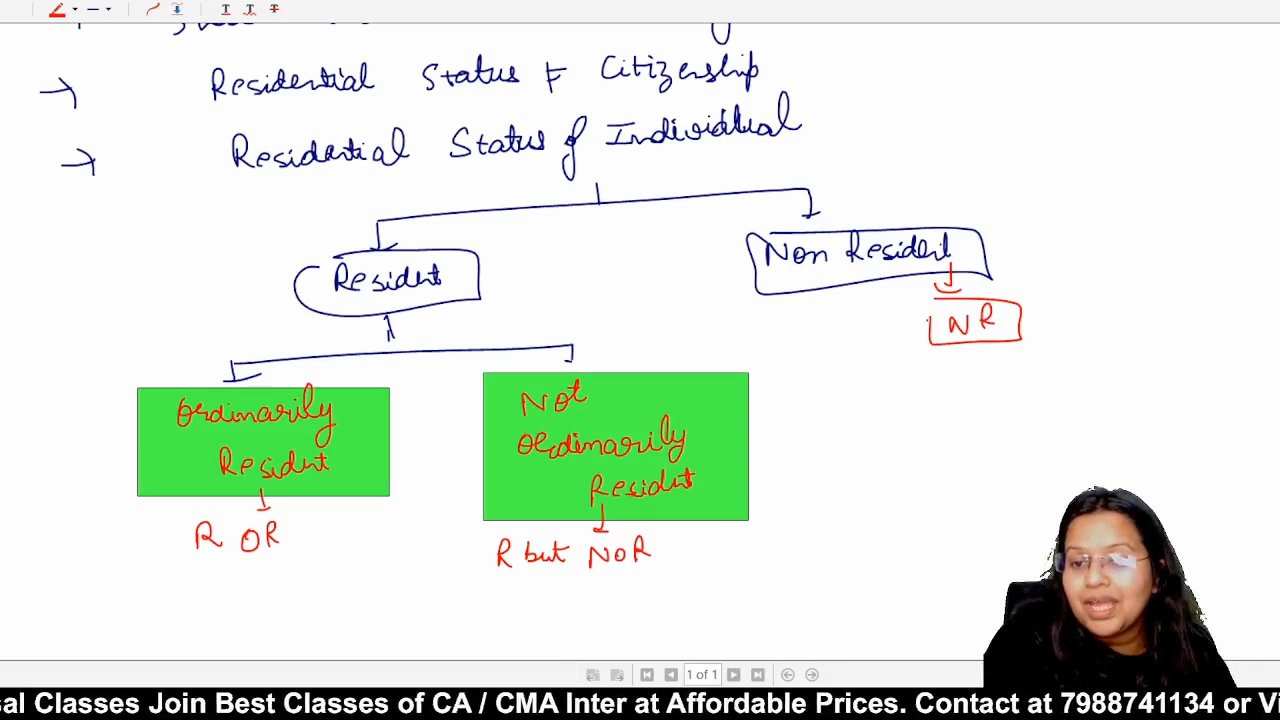 Residential Status ≠ Citizenship
Residential Status of Individual
Resident
Non Resident
NR
Ordinarily
Resident
R OR
Not
Ordinarily
Resident
R but NOR
1 of 1
sal Classes Join Best Classes of CA / CMA Inter at Affordable Prices. Contact at 7988741134 or Vi